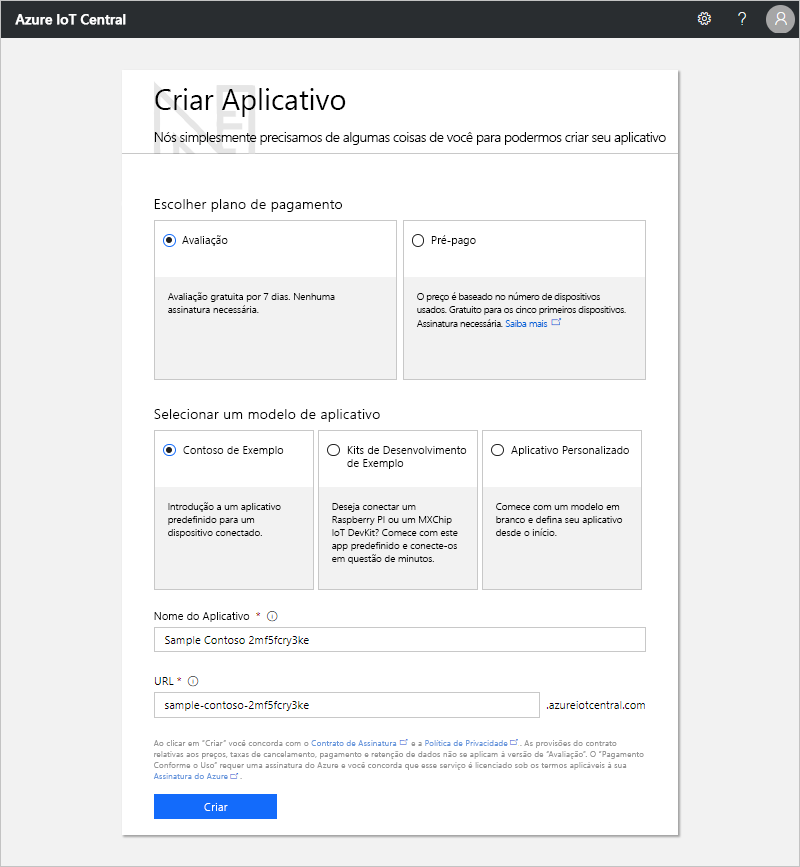 Azure IoT Central
?
Criar Aplicativo
Nós simplesmente precisamos de algumas coisas de você para podermos criar seu aplicativo
Escolher plano de pagamento
Avaliação
Avaliação gratuita por 7 dias. Nenhuma
assinatura necessária.
Pré-pago
O preço é baseado no número de dispositivos
usados. Gratuito para os cinco primeiros dispositivos.
Assinatura necessária. Saiba mais
Selecionar um modelo de aplicativo
Contoso de Exemplo
Introdução a um aplicativo
predefinido para um
dispositivo conectado.
Kits de Desenvolvimento
de Exemplo
Deseja conectar um
Raspberry PI ou um MXChip
IoT DevKit? Comece com este
app predefinido e conecte-os
em questão de minutos.
Aplicativo Personalizado
Comece com um modelo em
branco e defina seu aplicativo
desde o início.
Nome do Aplicativo *
Sample Contoso 2mf5fcry3ke
URL *
sample-contoso-2mf5fcry3ke .azureiotcentral.com
Ao clicar em "Criar" você concorda com o Contrato de Assinatura e a Política de Privacidade. As provisões do contrato
relativas aos preços, taxas de cancelamento, pagamento e retenção de dados não se aplicam à versão de "Avaliação". O "Pagamento
Conforme o Uso" requer uma assinatura do Azure e você concorda que esse serviço é licenciado sob os termos aplicáveis à sua
Assinatura do Azure.
Criar